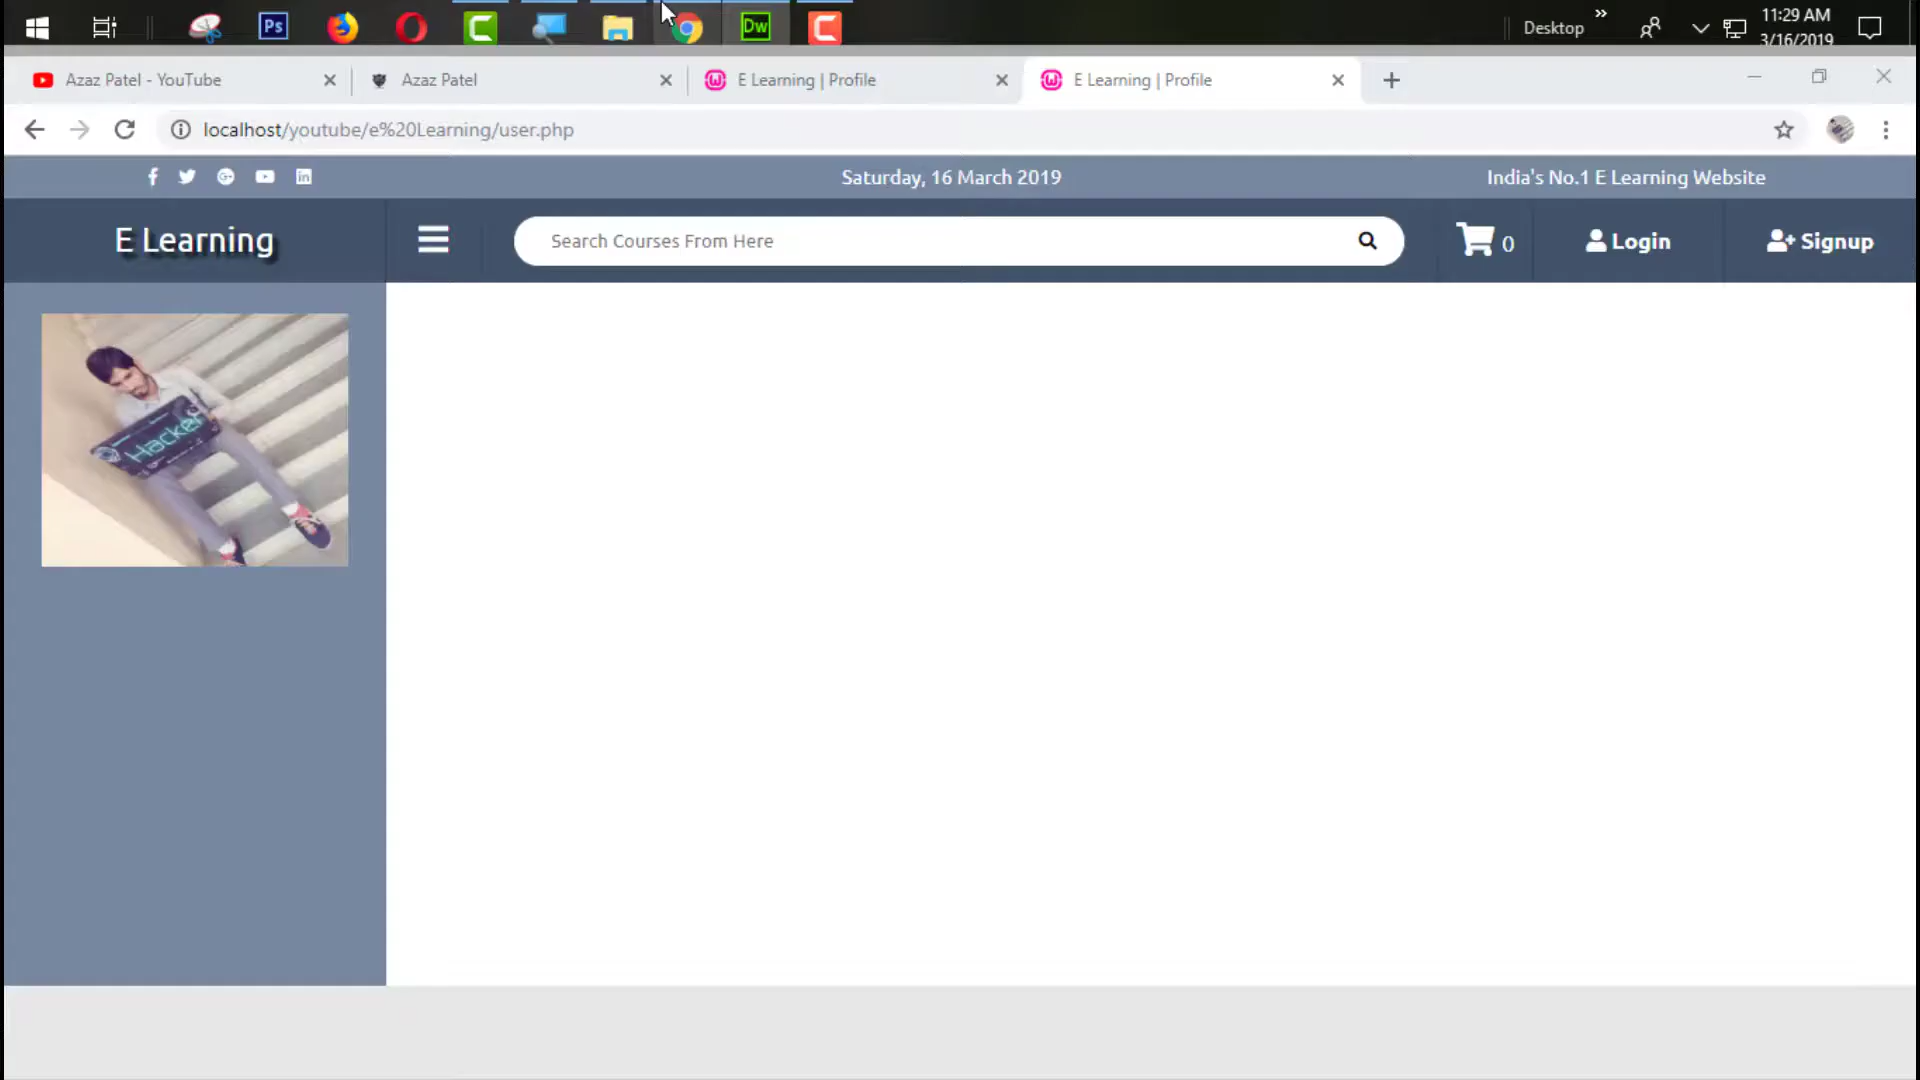 Ps
Dw
Desktop
»
11:29 AM
3/16/2019
Azaz Patel - YouTube
Azaz Patel
E Learning | Profile
E Learning | Profile
localhost/youtube/e%20Learning/user.php
Saturday, 16 March 2019
India's No.1 E Learning Website
E Learning
Search Courses From Here
0
Login
Signup
Hacker